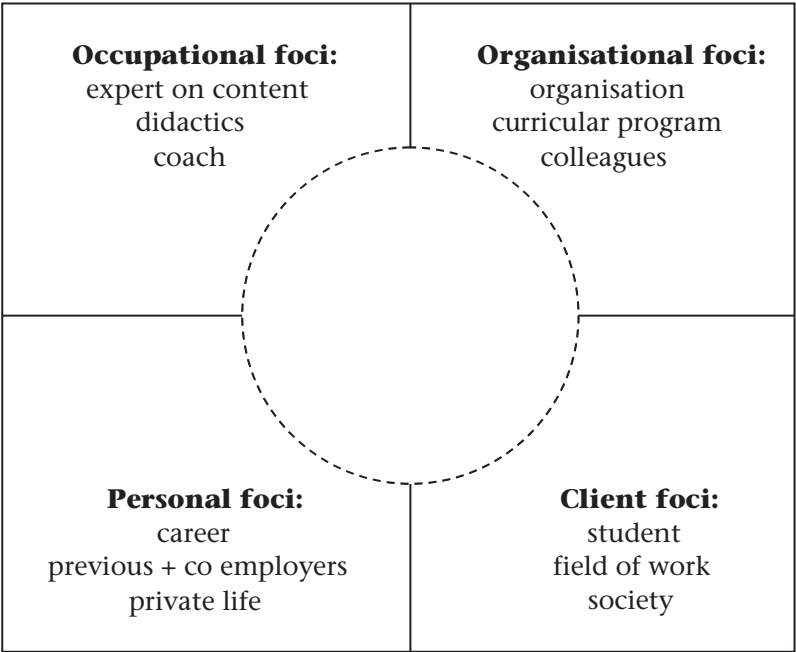 Occupational foci:
expert on content
didactics
coach
Organisational foci:
organisation
curricular program
colleagues
Personal foci:
career
previous + co employers
private life
Client foci:
student
field of work
society